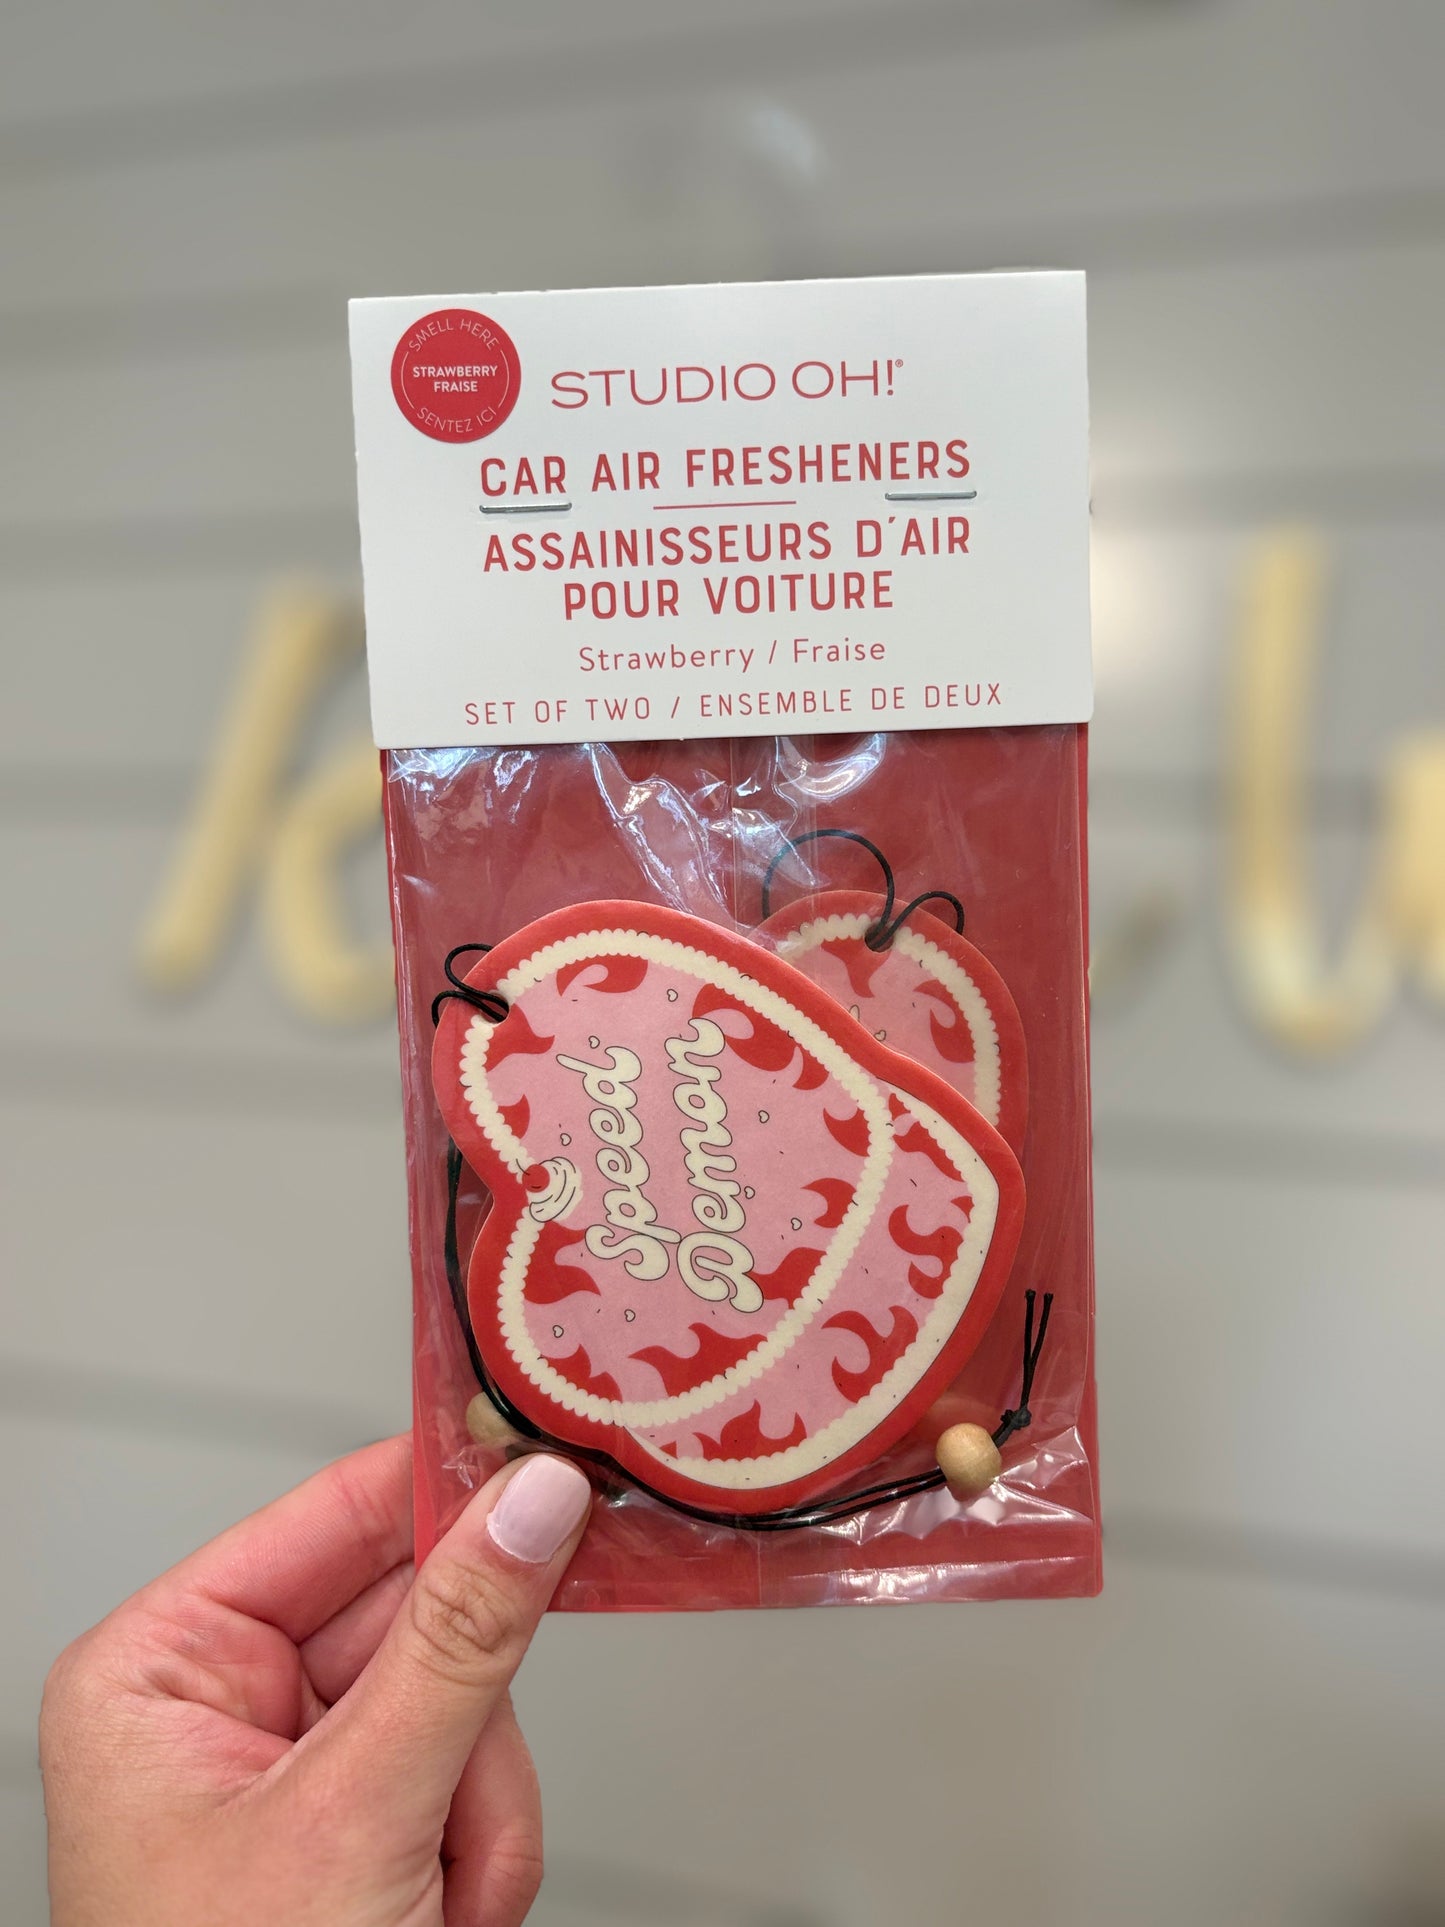 SMELL HERE
STRAWBERRY
FRAISE
SENTEZ ICI
STUDIO OH!®
CAR AIR FRESHENERS
ASSAINISSEURS D'AIR
POUR VOITURE
Strawberry / Fraise
SET OF TWO / ENSEMBLE DE DEUX
Speed
Demon